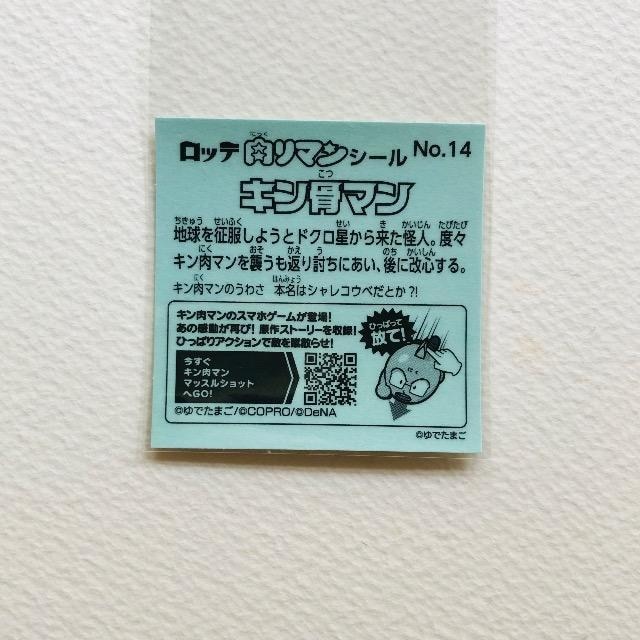 ロッテ 肉リマンシール No.14
キン骨マン
地球を征服しようとドクロ星から来た怪人。度々
キン肉マンを襲うも返り討ちにあい、後に改心する。
キン肉マンのうわさ 本名はシャレコウベだとか?!
キン肉マンのスマホゲームが登場!
あの感動が再び! 原作ストーリーを収録!
ひっぱりアクションで敵を蹴散らせ!
ひっぱって
放て!
今すぐ
キン肉マン
マッスルショット
へGO!
©ゆでたまご/©COPRO/©DeNA
©ゆでたまご